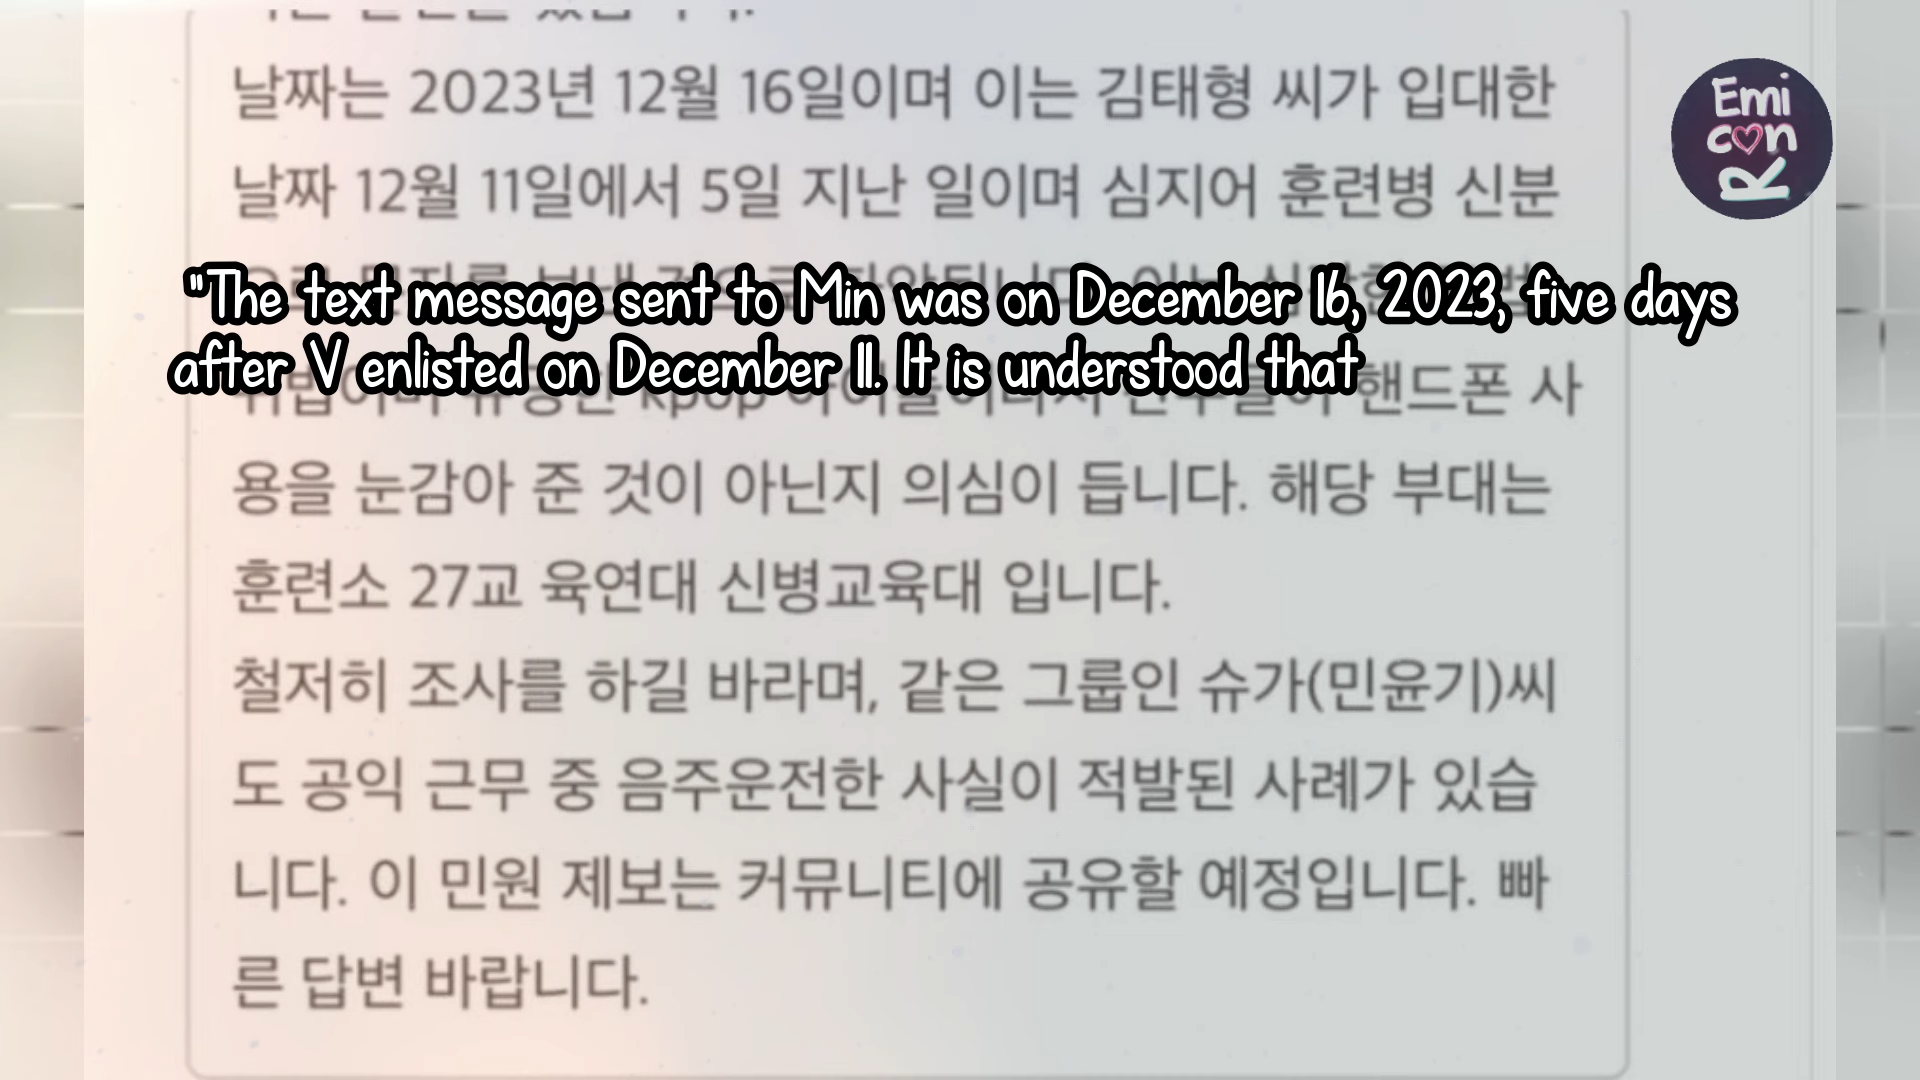 날짜는 2023년 12월 16일이며 이는 김태형 씨가 입대한
날짜 12월 11일에서 5일 지난 일이며 심지어 훈련병 신분
"The text message sent to Min was on December 16, 2023, five days
after V enlisted on December 11. It is understood that
kpop 핸드폰 사
용을 눈감아 준 것이 아닌지 의심이 듭니다. 해당 부대는
훈련소 27교 육연대 신병교육대 입니다.
철저히 조사를 하길 바라며, 같은 그룹인 슈가(민윤기)씨
도 공익 근무 중 음주운전한 사실이 적발된 사례가 있습
니다. 이 민원 제보는 커뮤니티에 공유할 예정입니다. 빠
른 답변 바랍니다.
Emi
con
R